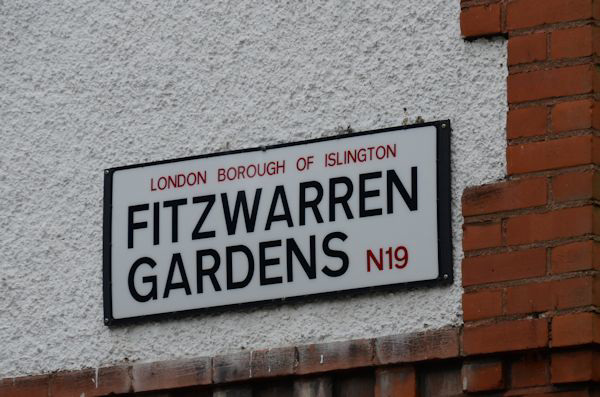 LONDON BOROUGH OF ISLINGTON
FITZWARREN
GARDENS N19